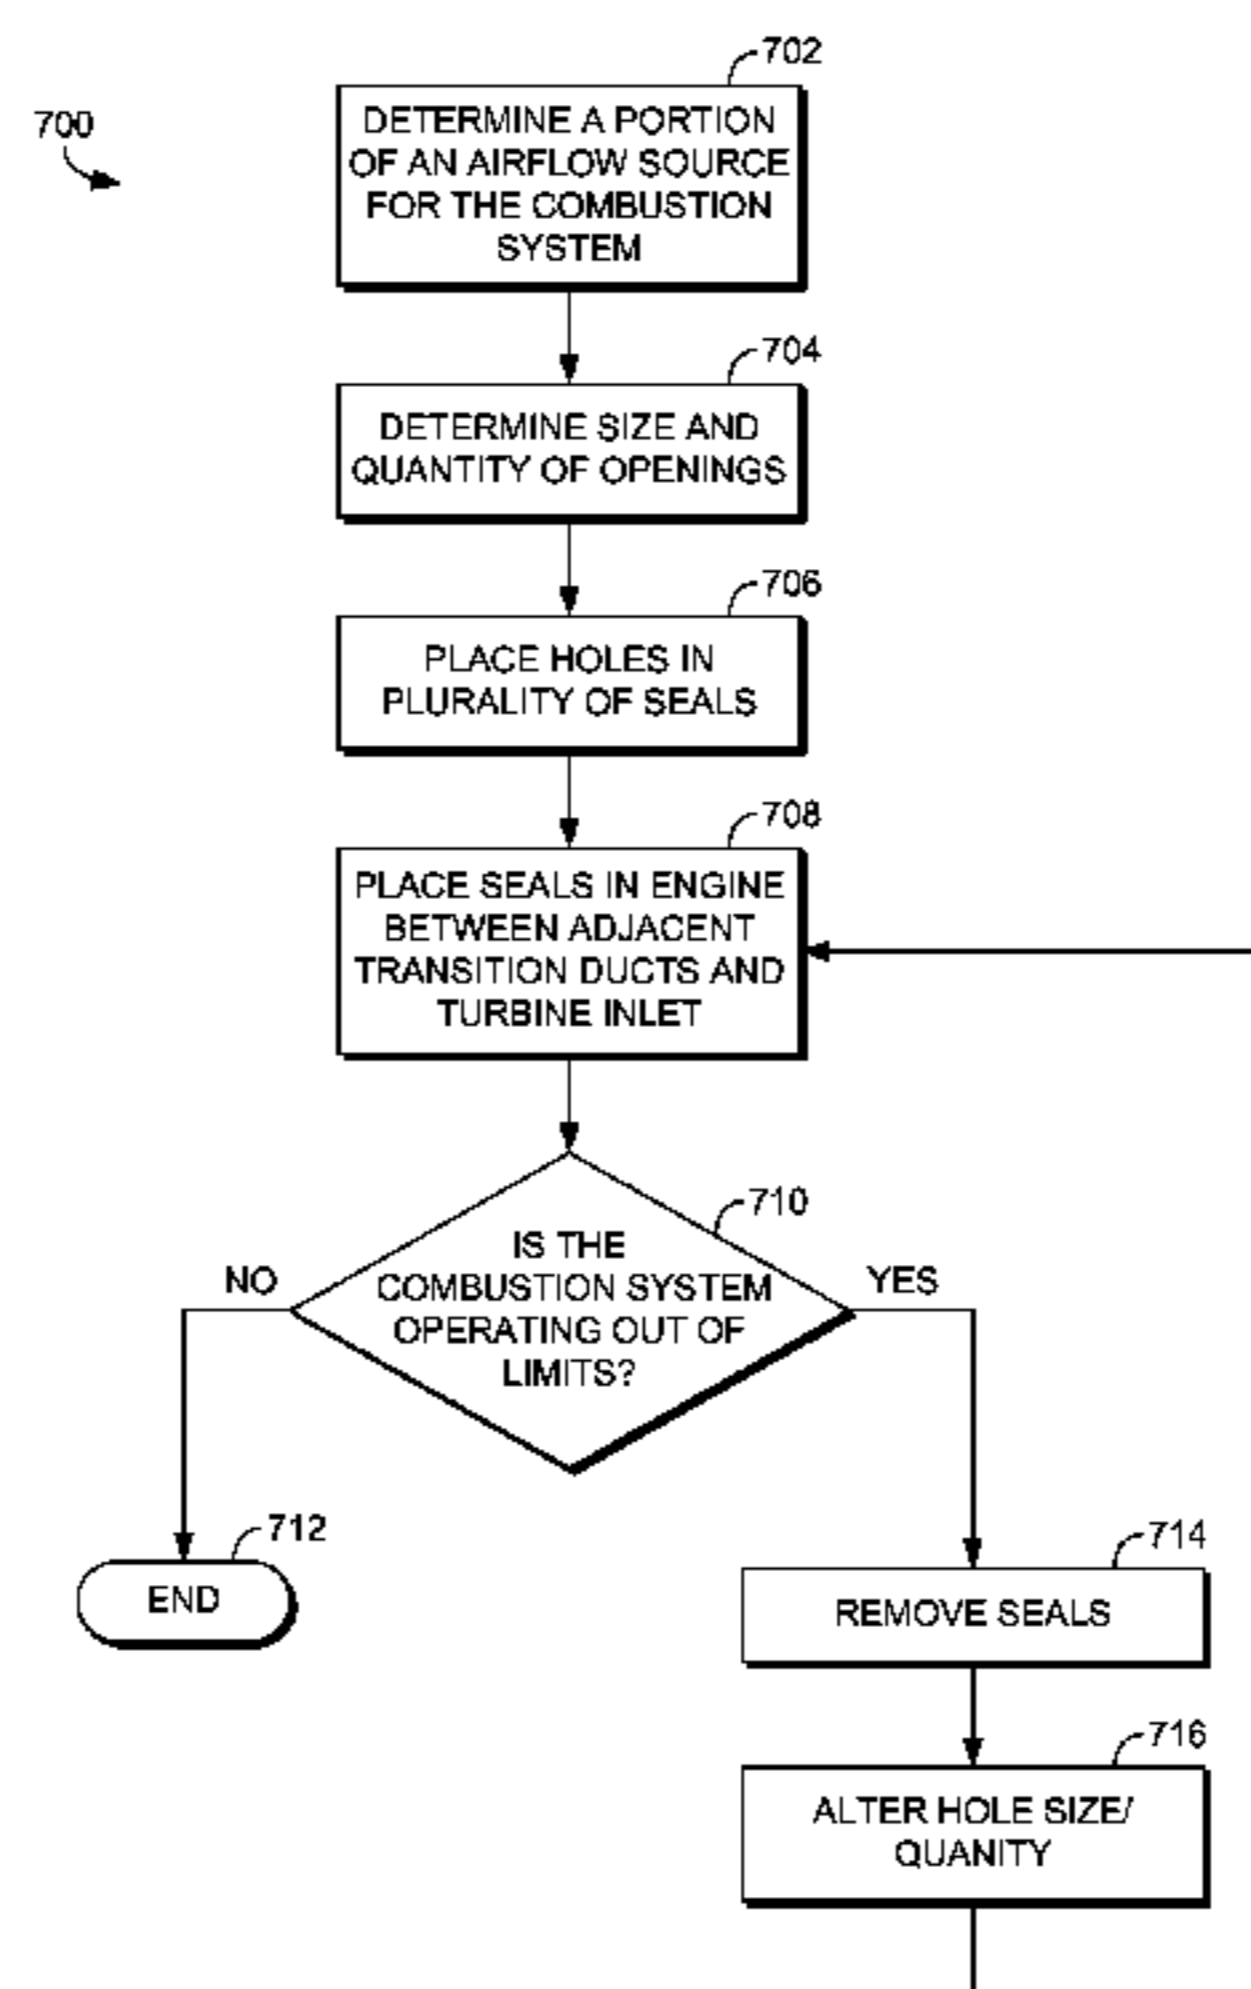 700
702
DETERMINE A PORTION
OF AN AIRFLOW SOURCE
FOR THE COMBUSTION
SYSTEM
704
DETERMINE SIZE AND
QUANTITY OF OPENINGS
706
PLACE HOLES IN
PLURALITY OF SEALS
708
PLACE SEALS IN ENGINE
BETWEEN ADJACENT
TRANSITION DUCTS AND
TURBINE INLET
710
IS THE
COMBUSTION SYSTEM
OPERATING OUT OF
LIMITS?
NO
YES
712
END
714
REMOVE SEALS
716
ALTER HOLE SIZE/
QUANITY